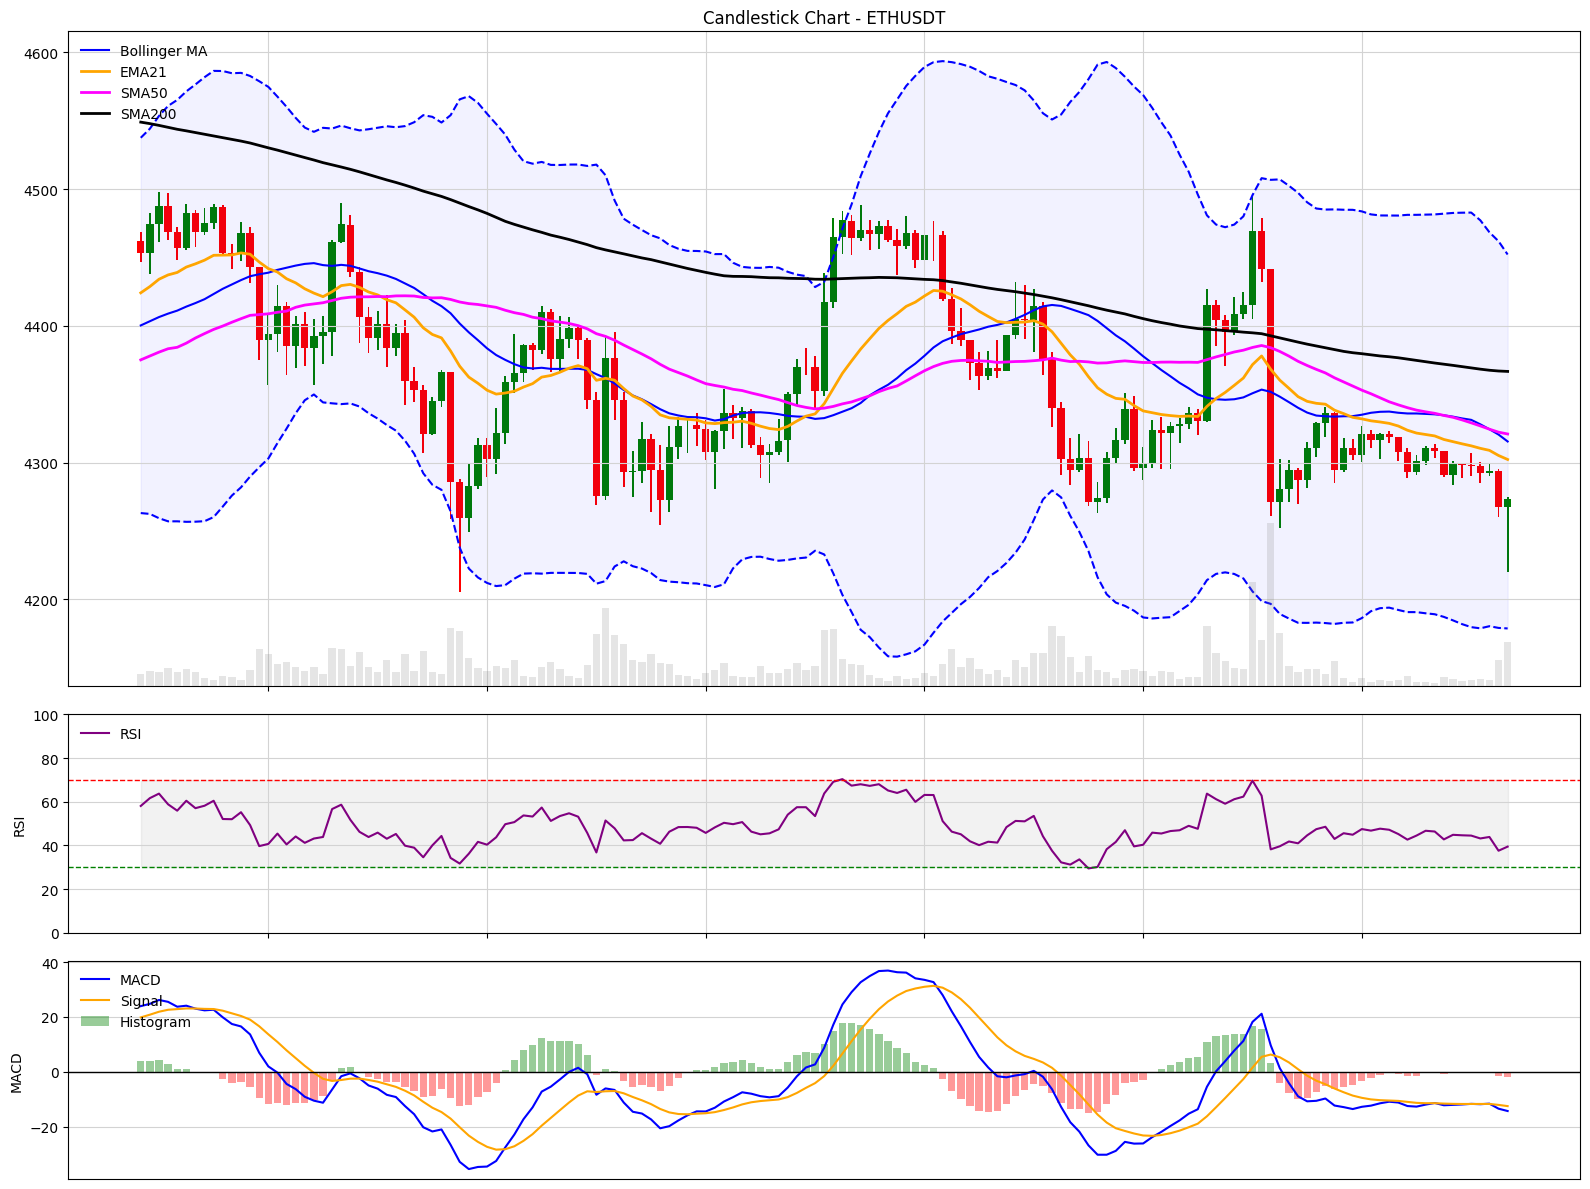 Candlestick Chart - ETHUSDT
Bollinger MA
EMA21
SMA50
SMA200
4600
4500
4400
4300
4200
RSI
100
80
60
40
20
0
RSI
MACD
Signal
Histogram
40
20
0
−20
MACD